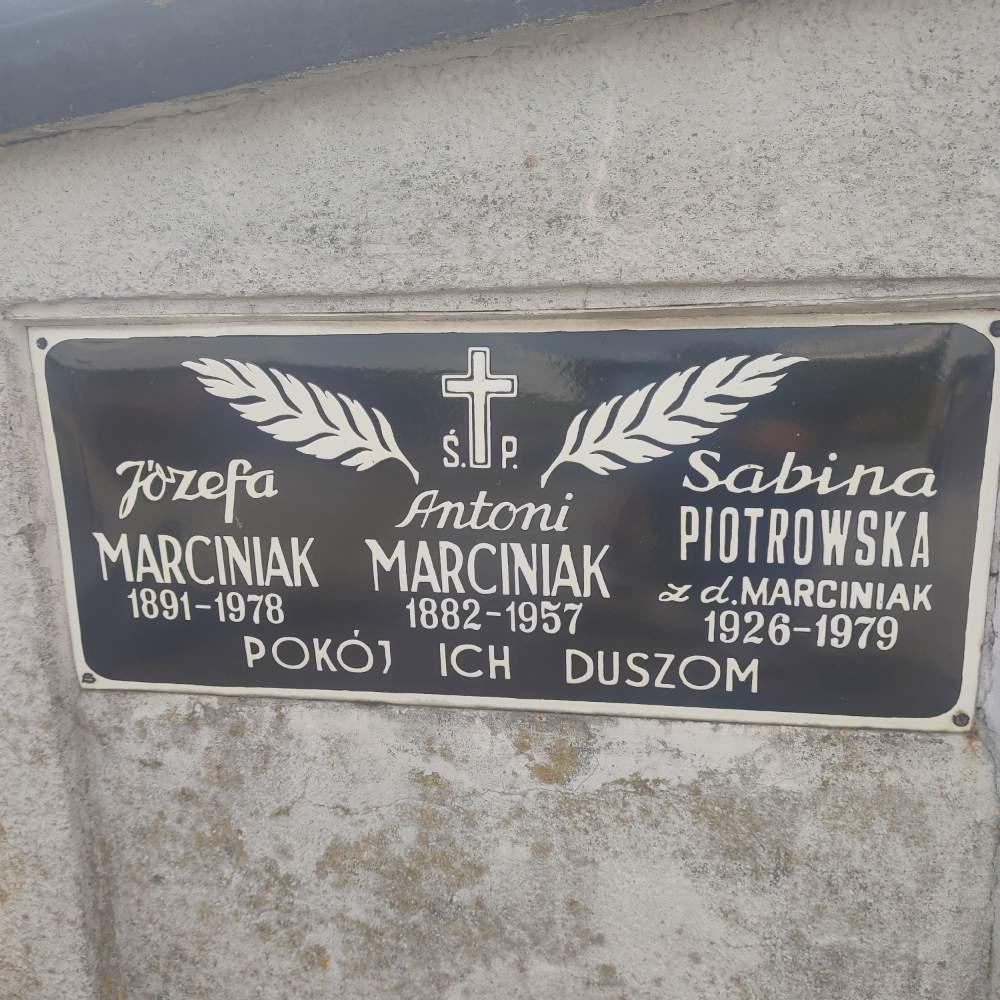 Ś. P.
Józefa
MARCINIAK
1891-1978
Antoni
MARCINIAK
1882-1957
Sabina
PIOTROWSKA
z d. MARCINIAK
1926-1979
POKÓJ ICH DUSZOM